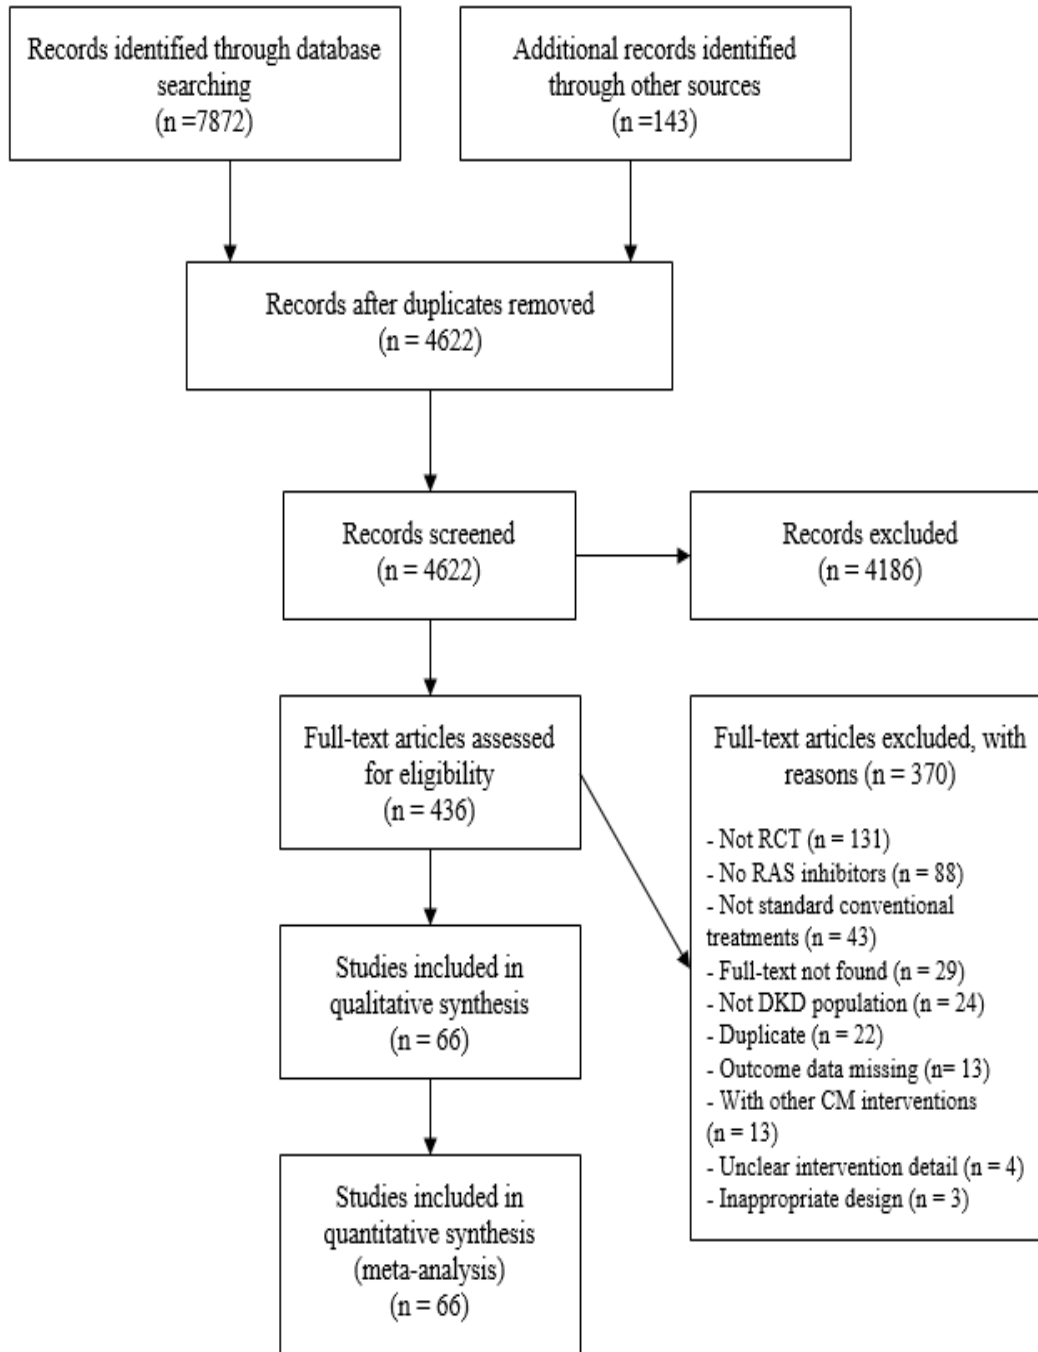 Records identified through database
searching
(n =7872)
Additional records identified
through other sources
(n =143)
Records after duplicates removed
(n = 4622)
Records screened
(n = 4622)
Records excluded
(n = 4186)
Full-text articles assessed
for eligibility
(n = 436)
Full-text articles excluded, with
reasons (n = 370)
- Not RCT (n = 131)
- No RAS inhibitors (n = 88)
- Not standard conventional
treatments (n = 43)
- Full-text not found (n = 29)
- Not DKD population (n = 24)
- Duplicate (n = 22)
- Outcome data missing (n= 13)
- With other CM interventions
(n = 13)
- Unclear intervention detail (n = 4)
- Inappropriate design (n = 3)
Studies included in
qualitative synthesis
(n = 66)
Studies included in
quantitative synthesis
(meta-analysis)
(n = 66)